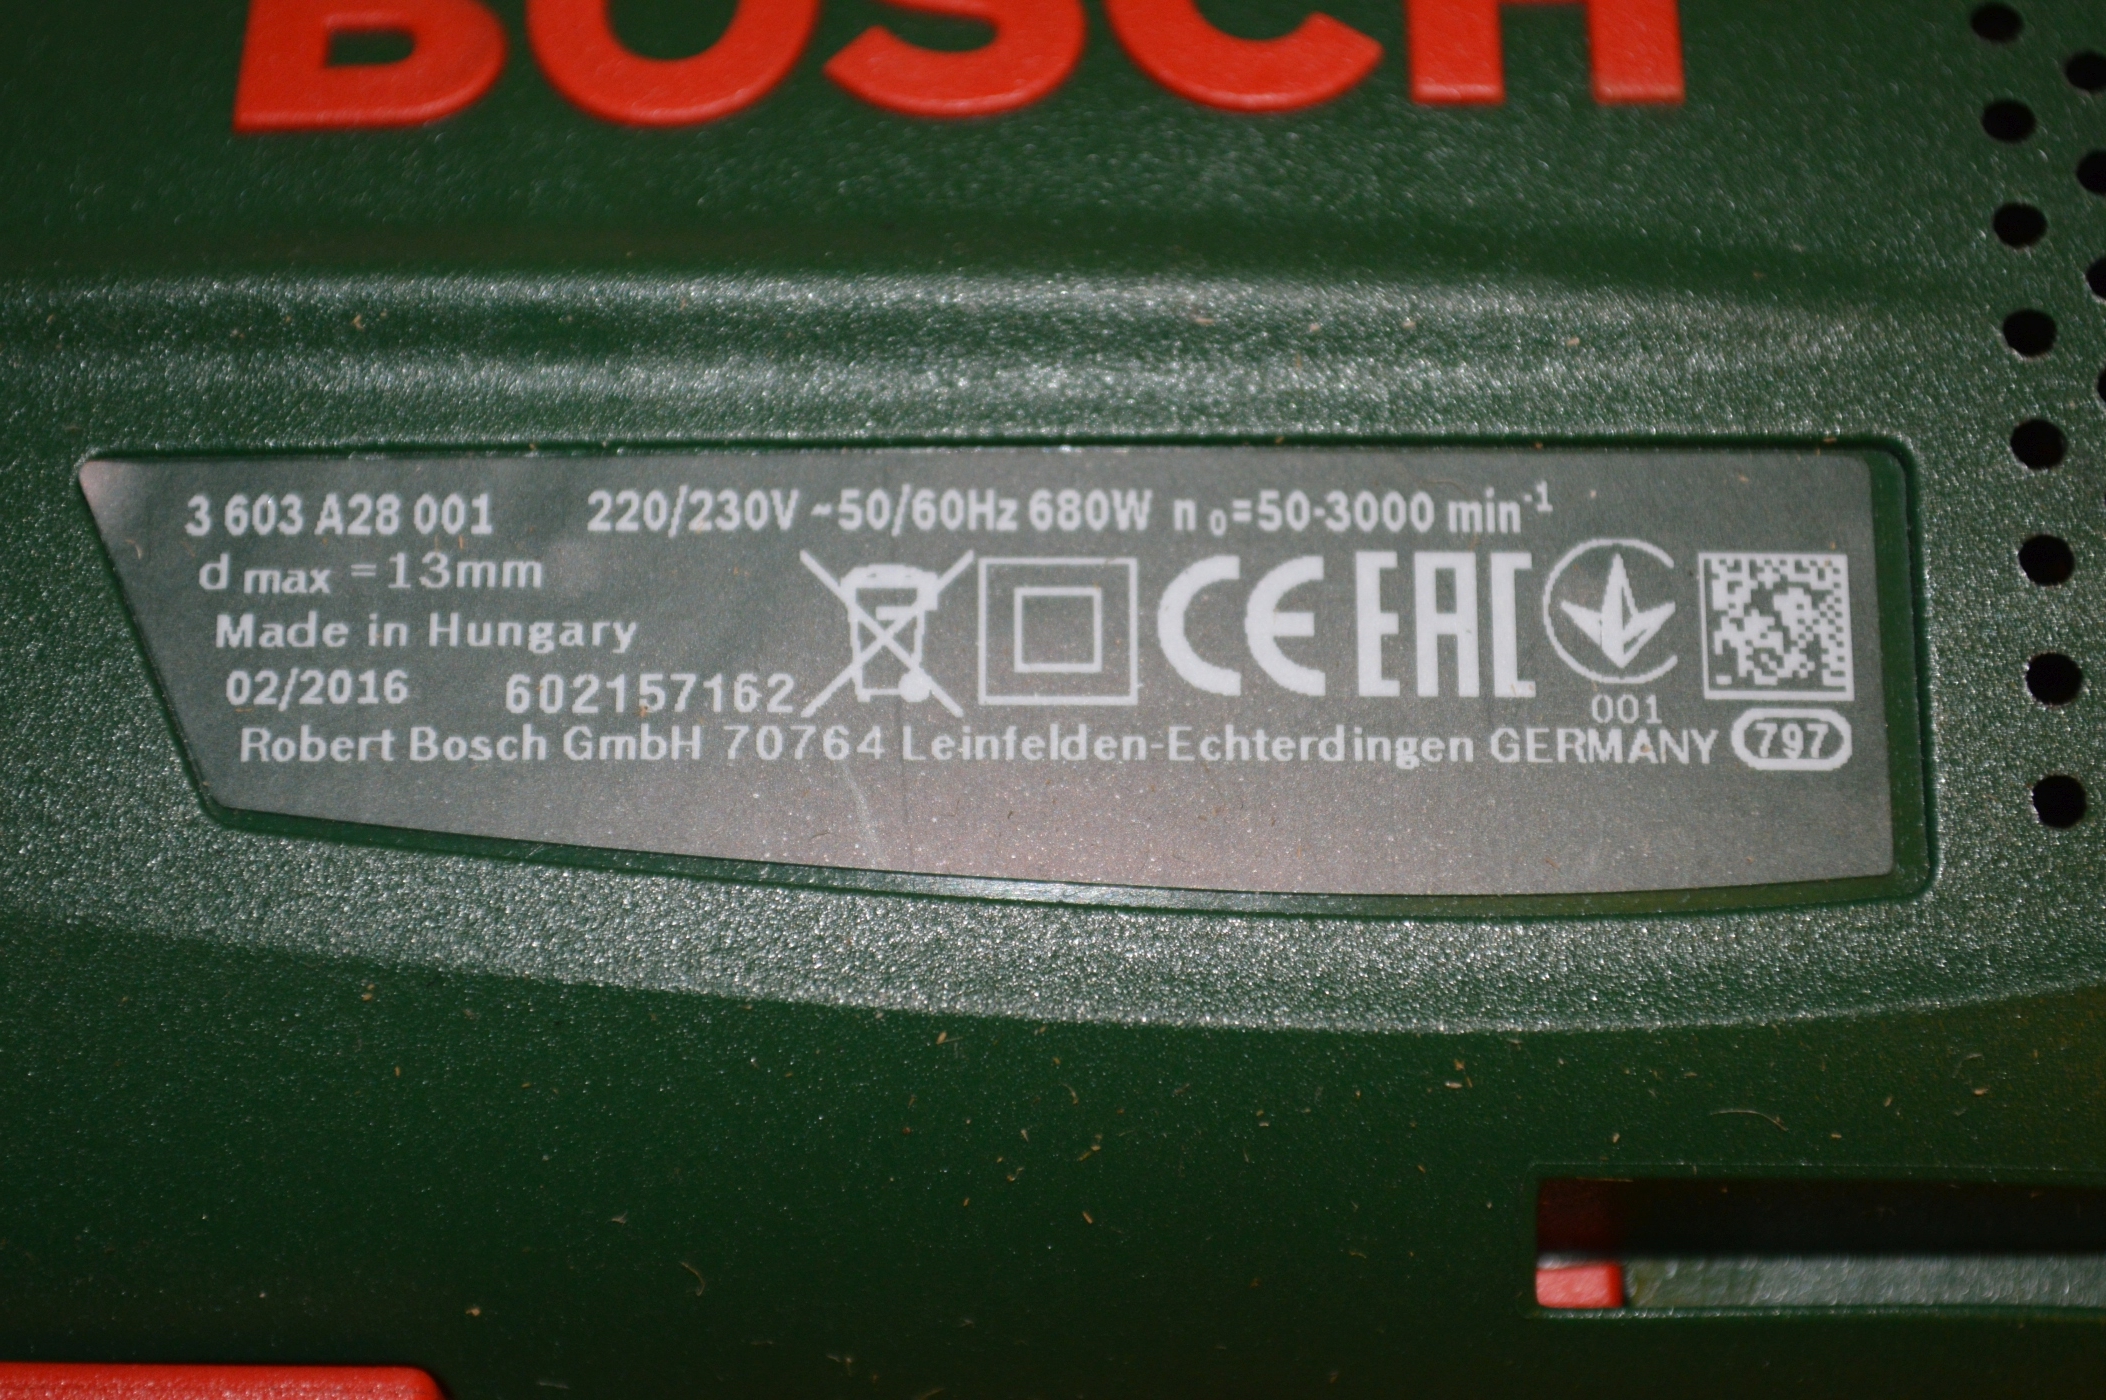 BOSCH
3 603 A28 001 220/230V ~50/60Hz 680W n₀=50-3000 min⁻¹
d max =13mm
Made in Hungary
02/2016 602157162
CE EAC
001
Robert Bosch GmbH 70764 Leinfelden-Echterdingen GERMANY 797